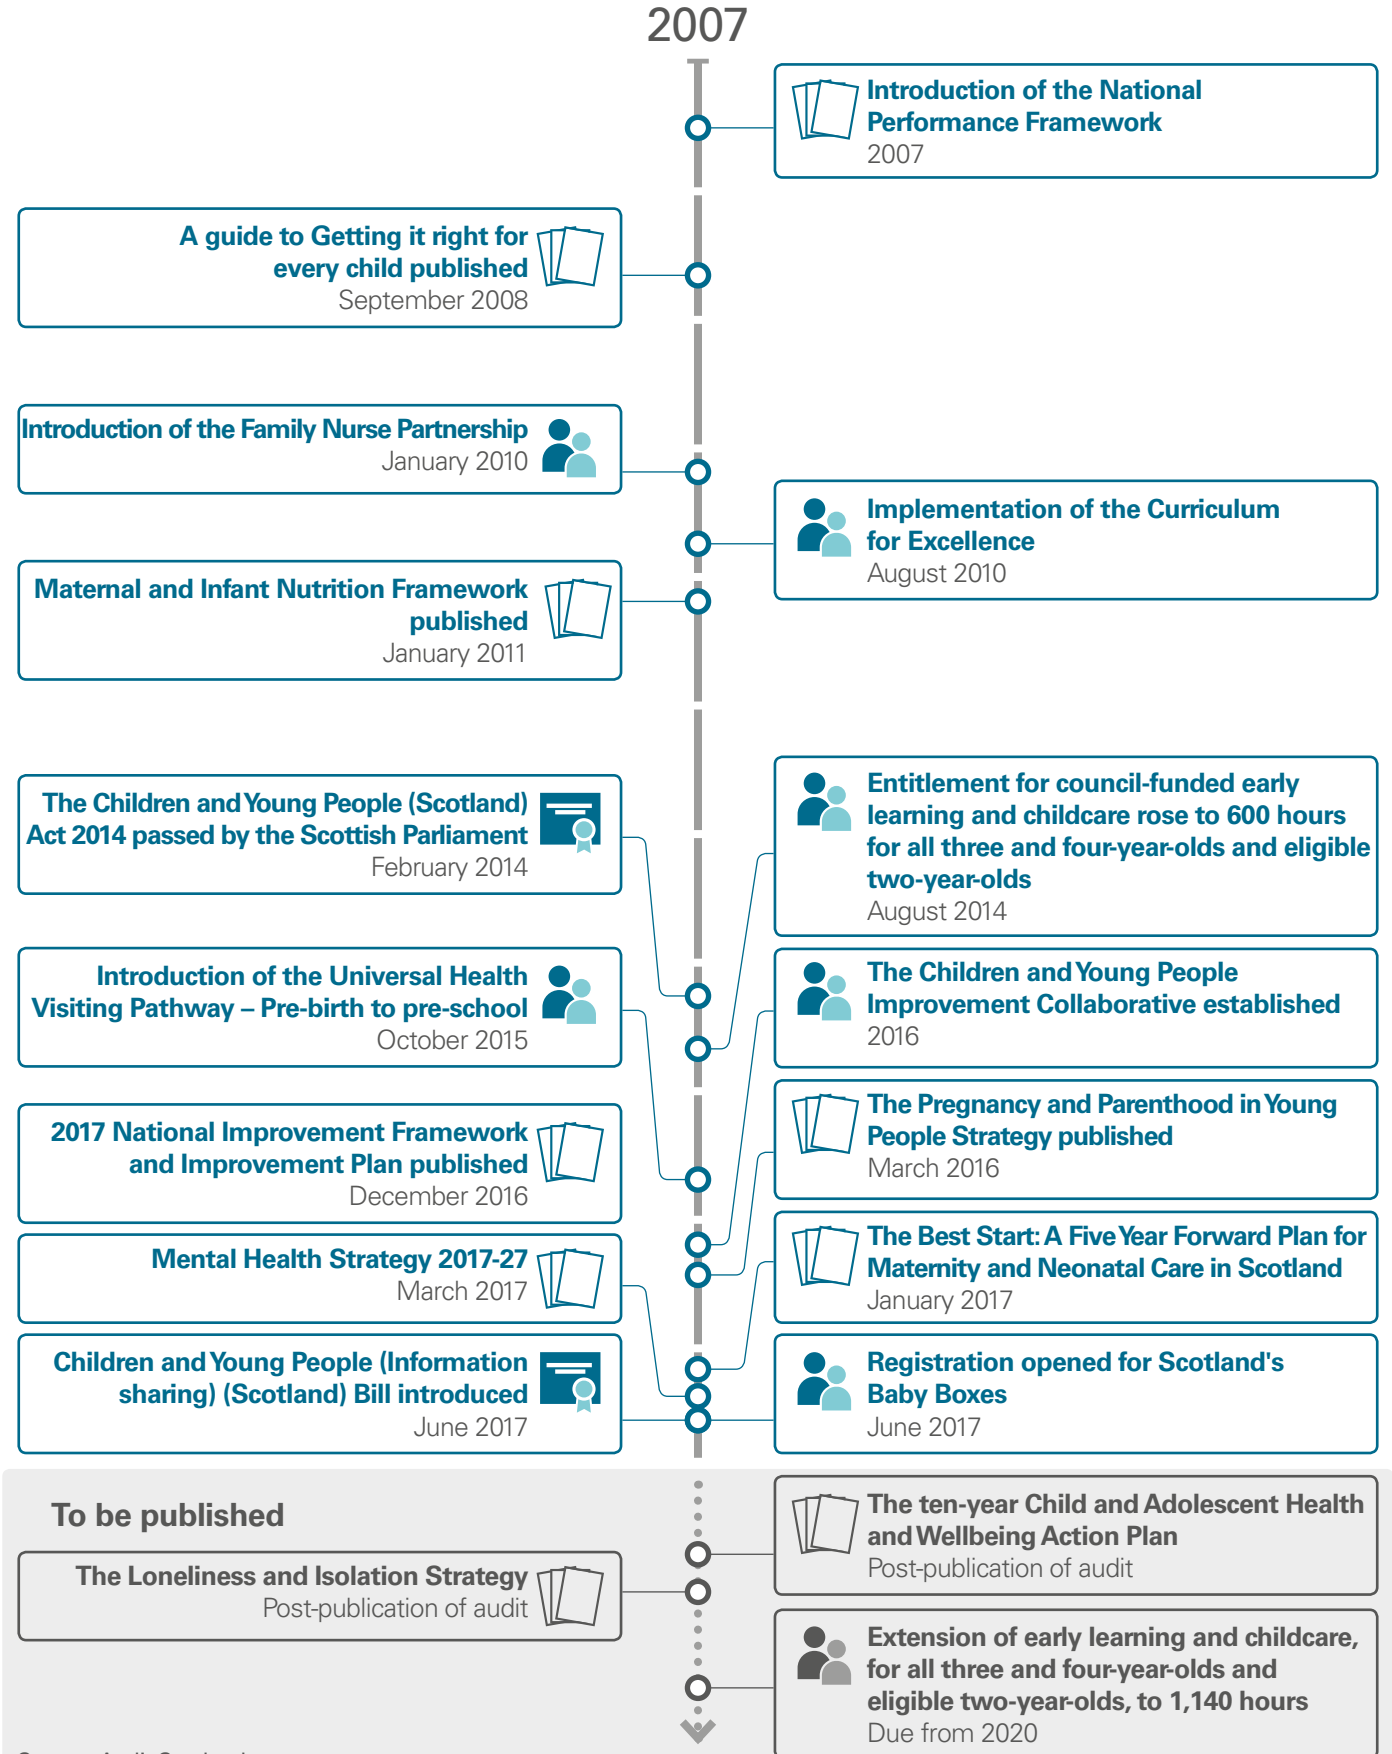 2007
Introduction of the National
Performance Framework
2007
A guide to Getting it right for
every child published
September 2008
Introduction of the Family Nurse Partnership
January 2010
Implementation of the Curriculum
for Excellence
August 2010
Maternal and Infant Nutrition Framework
published
January 2011
The Children and Young People (Scotland)
Act 2014 passed by the Scottish Parliament
February 2014
Entitlement for council-funded early
learning and childcare rose to 600 hours
for all three and four-year-olds and eligible
two-year-olds
August 2014
Introduction of the Universal Health
Visiting Pathway – Pre-birth to pre-school
October 2015
The Children and Young People
Improvement Collaborative established
2016
The Pregnancy and Parenthood in Young
People Strategy published
March 2016
2017 National Improvement Framework
and Improvement Plan published
December 2016
The Best Start: A Five Year Forward Plan for
Maternity and Neonatal Care in Scotland
January 2017
Mental Health Strategy 2017-27
March 2017
Children and Young People (Information
sharing) (Scotland) Bill introduced
June 2017
Registration opened for Scotland's
Baby Boxes
June 2017
To be published
The ten-year Child and Adolescent Health
and Wellbeing Action Plan
Post-publication of audit
The Loneliness and Isolation Strategy
Post-publication of audit
Extension of early learning and childcare,
for all three and four-year-olds and
eligible two-year-olds, to 1,140 hours
Due from 2020